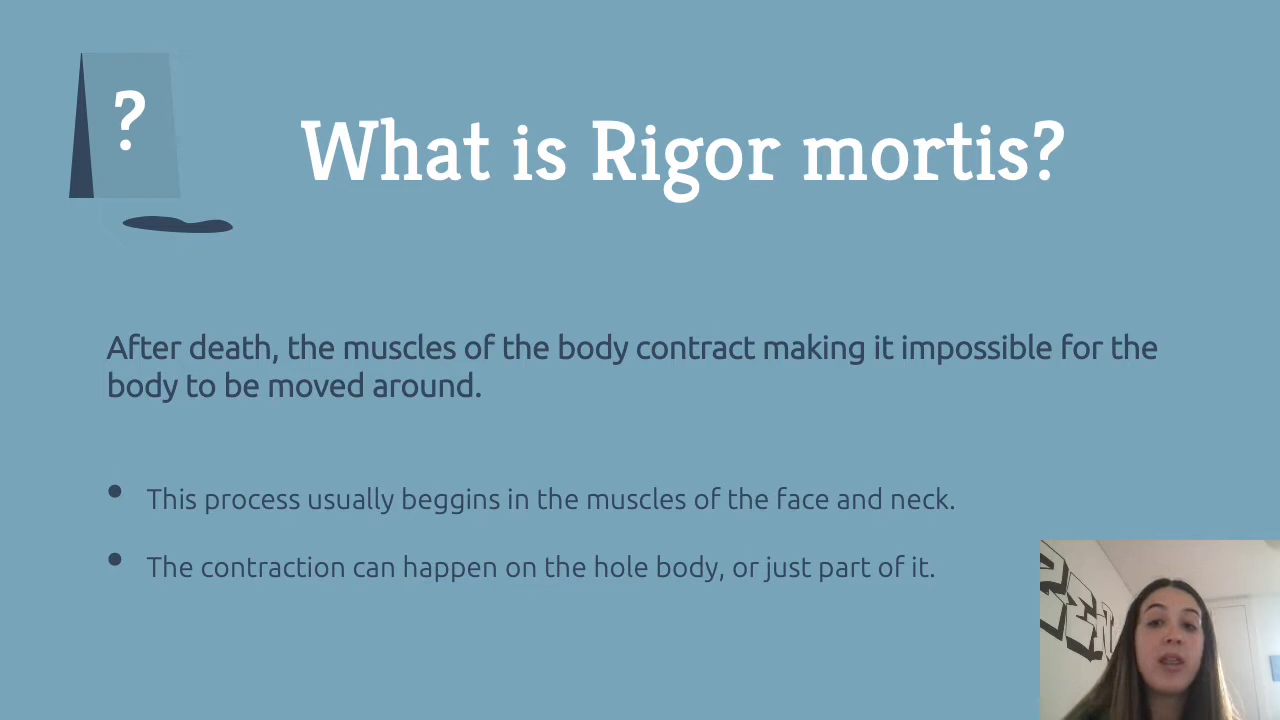 ?
What is Rigor mortis?
After death, the muscles of the body contract making it impossible for the
body to be moved around.
• This process usually beggins in the muscles of the face and neck.
• The contraction can happen on the hole body, or just part of it.